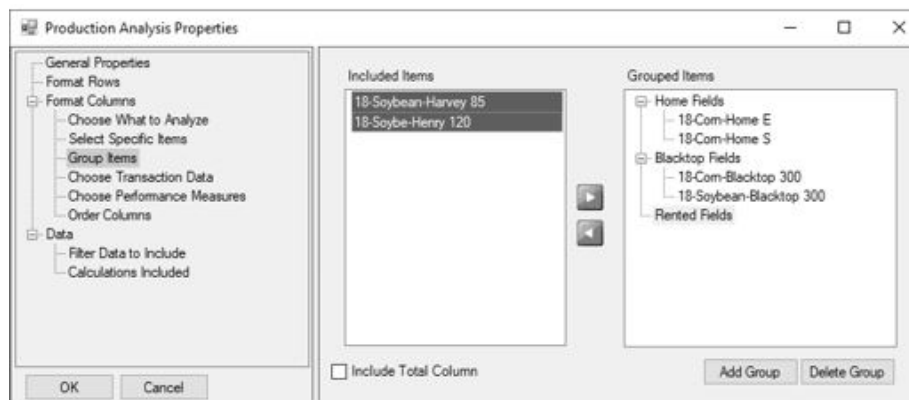 Production Analysis Properties
General Properties
Format Rows
Format Columns
Choose What to Analyze
Select Specific Items
Group Items
Choose Transaction Data
Choose Performance Measures
Order Columns
Data
Filter Data to Include
Calculations Included
OK
Cancel
Included Items
18-Soybean-Harvey 85
18-Soybe-Henry 120
Include Total Column
Grouped Items
Home Fields
18-Corn-Home E
18-Corn-Home S
Blacktop Fields
18-Corn-Blacktop 300
18-Soybean-Blacktop 300
Rented Fields
Add Group
Delete Group